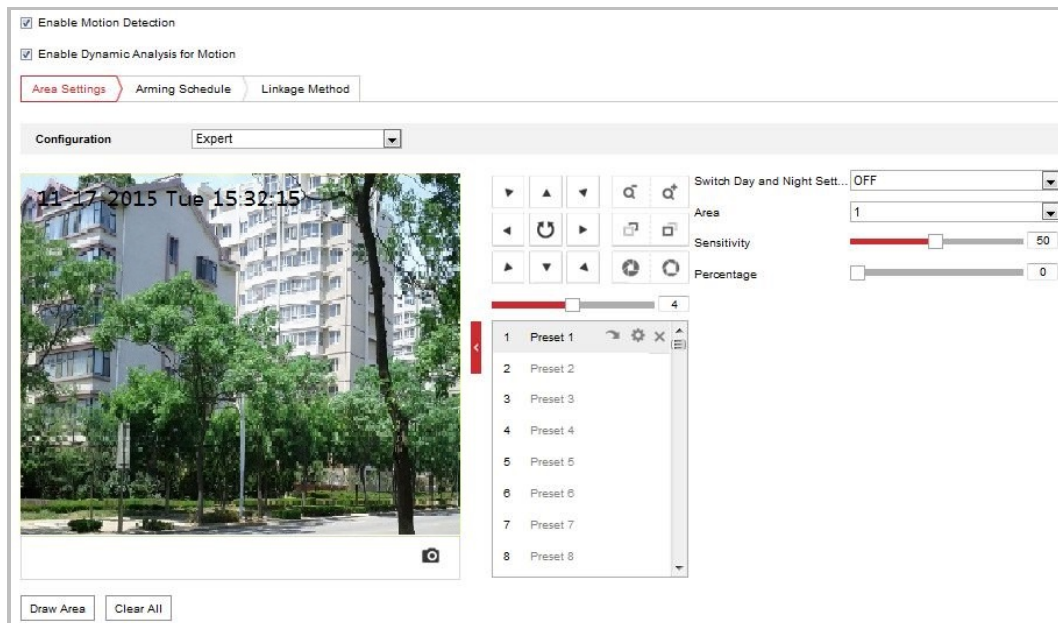 Enable Motion Detection
Enable Dynamic Analysis for Motion
Area Settings
Arming Schedule
Linkage Method
Configuration
Expert
11-17-2015 Tue 15:32:15
Switch Day and Night Sett...
OFF
Area
1
Sensitivity
50
Percentage
0
4
1 Preset 1
2 Preset 2
3 Preset 3
4 Preset 4
5 Preset 5
6 Preset 6
7 Preset 7
8 Preset 8
Draw Area
Clear All